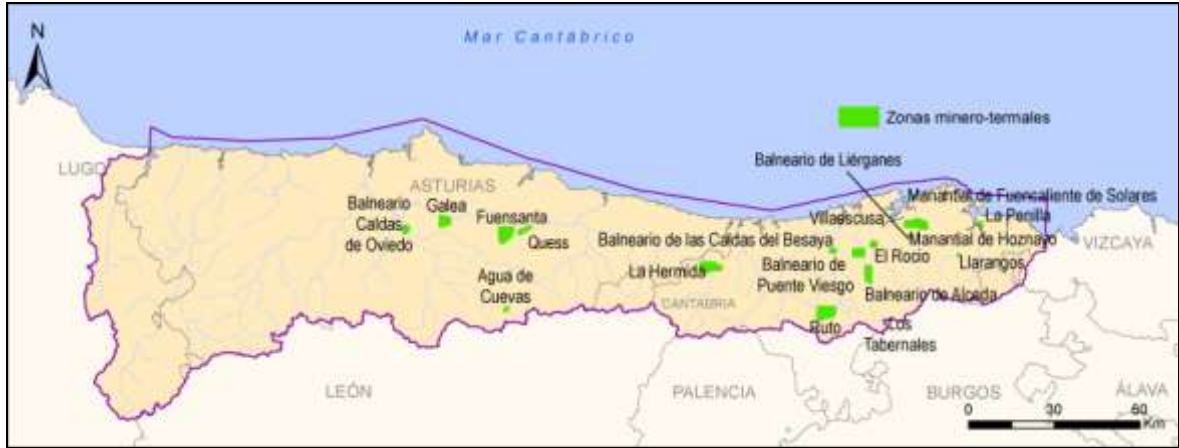 N
Mar Cantábrico
Zonas minero-termales
LUGO
Balneario de Liérganes
ASTURIAS
Manantial de Fuencaliente de Solares
Balneario
Caldas
de Oviedo
Galea
Fuensanta
Quess
Villaescusa
La Penilla
VIZCAYA
Balneario de las Caldas del Besaya
Manantial de Hoznayo
La Hermida
El Rocío
Llarangos
Balneario de
Puente Viesgo
Agua de
Cuevas
CANTABRIA
Balneario de Alceda
Ruto
Los
Tabernales
LEÓN
PALENCIA
BURGOS
ÁLAVA
0 30 60
Km